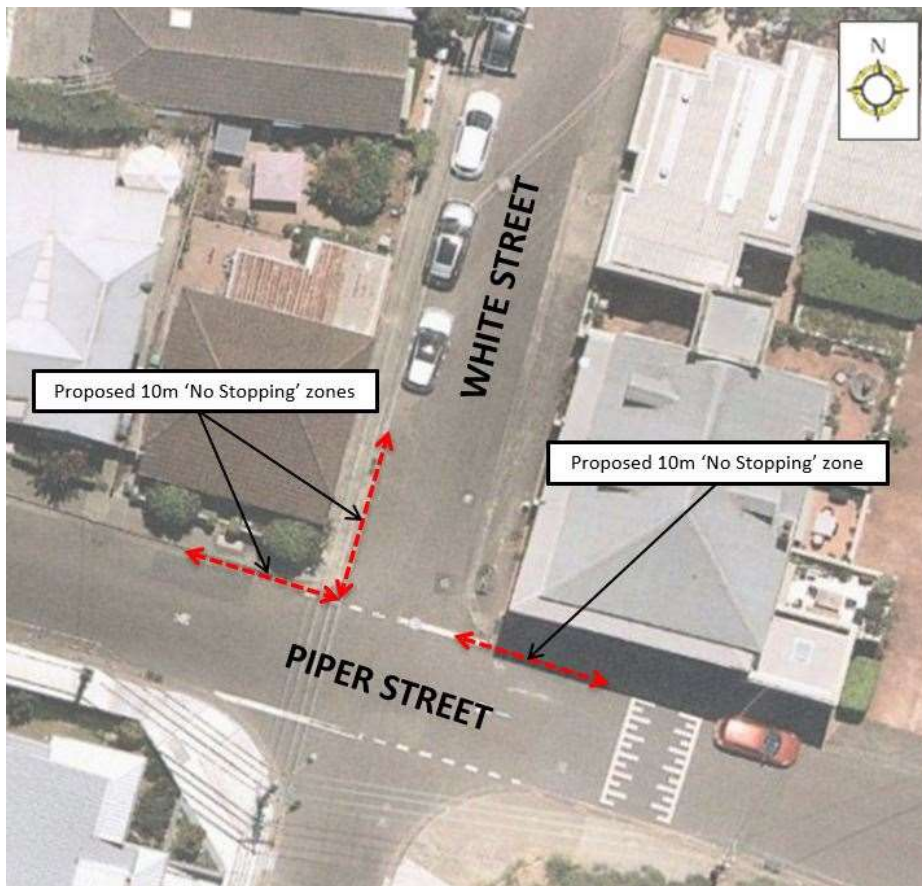 N
WHITE STREET
Proposed 10m ‘No Stopping’ zones
Proposed 10m ‘No Stopping’ zone
PIPER STREET